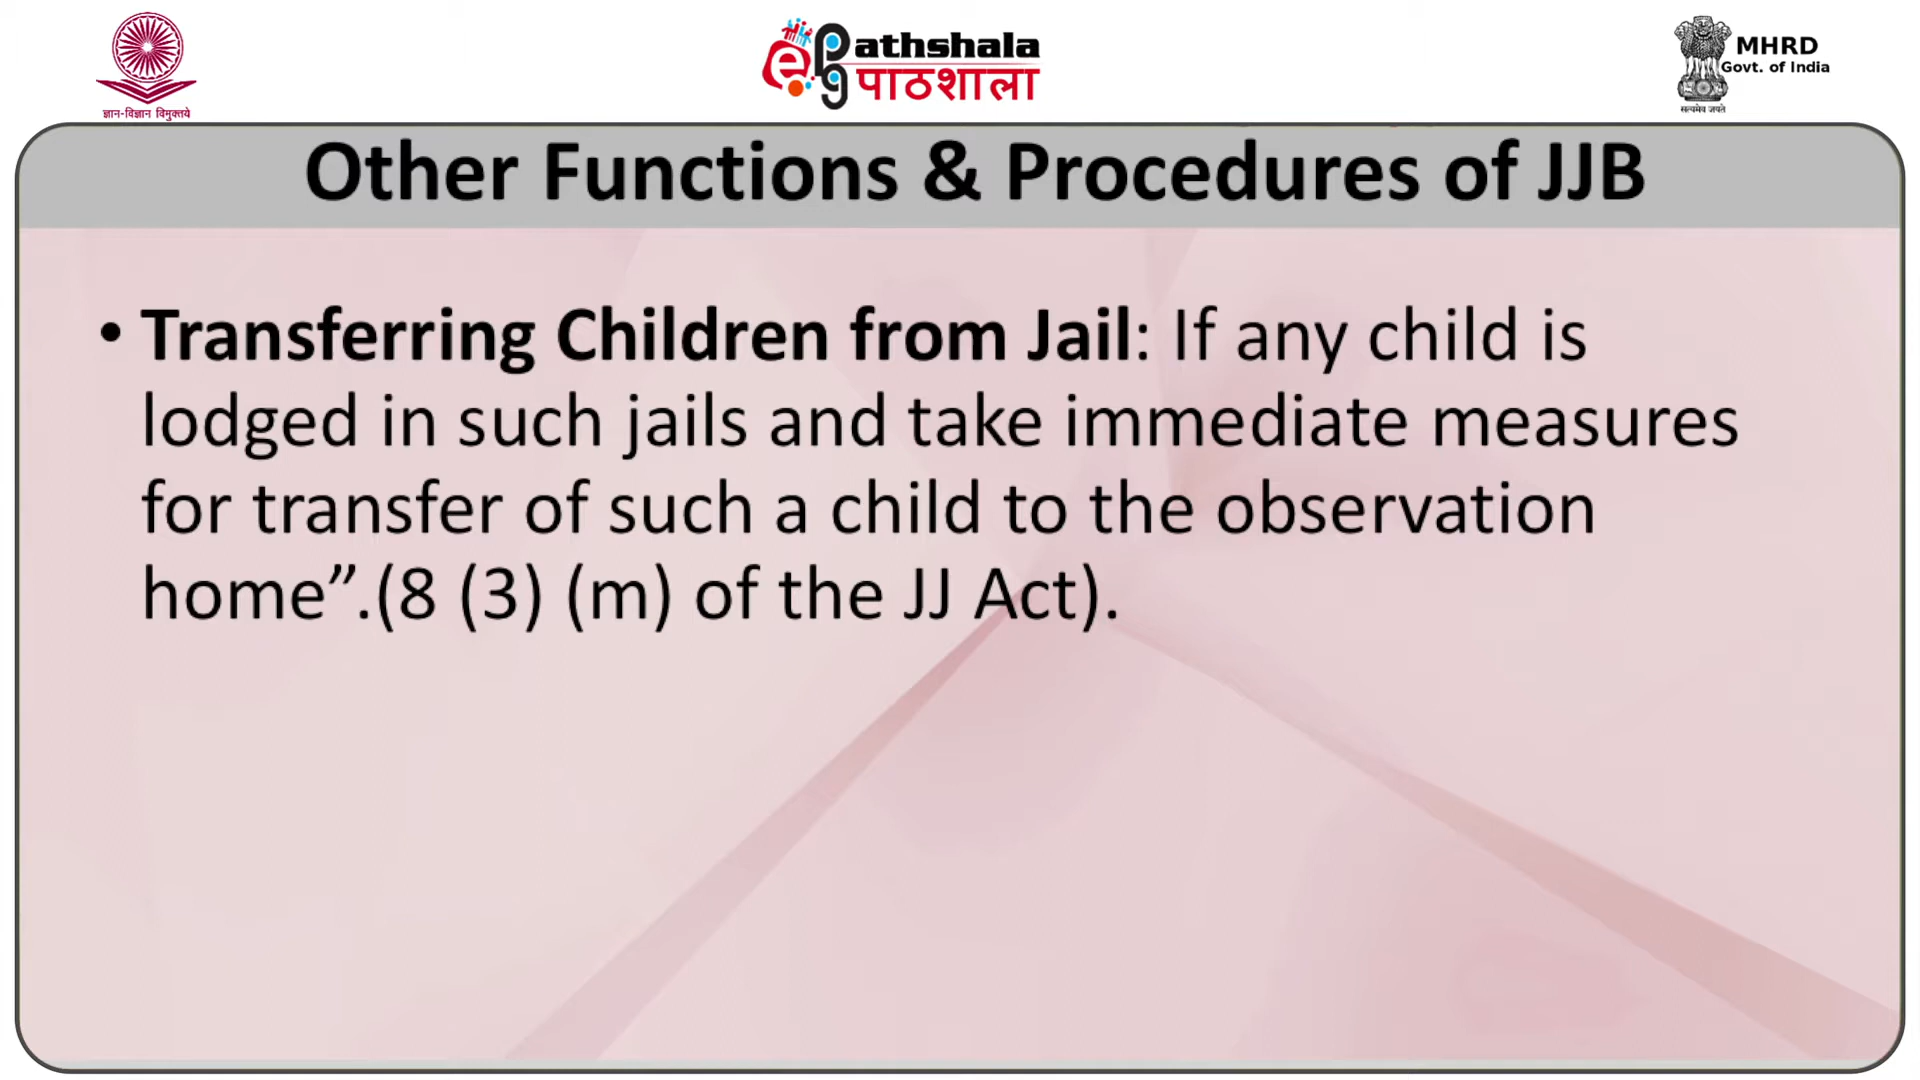 ज्ञान-विज्ञान विमुक्तये
ePathshala
पाठशाला
pg
MHRD
Govt. of India
सत्यमेव जयते
Other Functions & Procedures of JJB
• Transferring Children from Jail: If any child is
lodged in such jails and take immediate measures
for transfer of such a child to the observation
home”.(8 (3) (m) of the JJ Act).